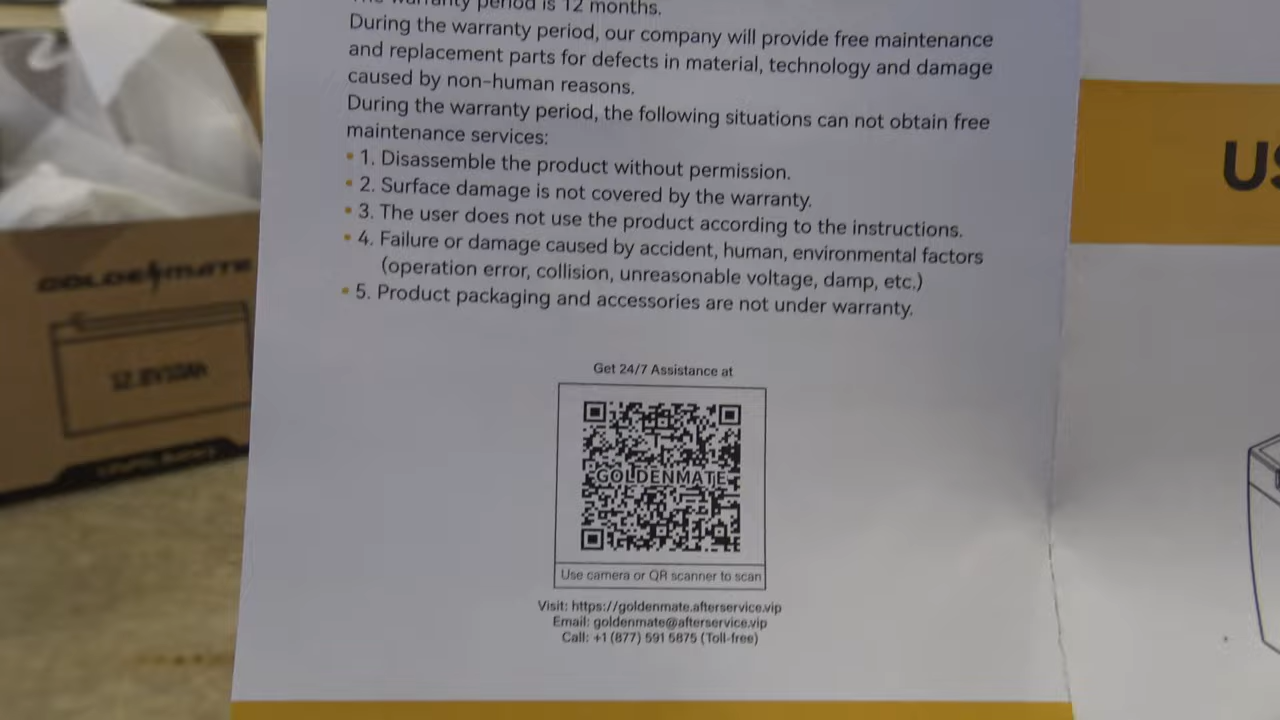 The warranty period is 12 months.
During the warranty period, our company will provide free maintenance
and replacement parts for defects in material, technology and damage
caused by non-human reasons.
During the warranty period, the following situations can not obtain free
maintenance services:
• 1. Disassemble the product without permission.
• 2. Surface damage is not covered by the warranty.
• 3. The user does not use the product according to the instructions.
• 4. Failure or damage caused by accident, human, environmental factors
(operation error, collision, unreasonable voltage, damp, etc.)
• 5. Product packaging and accessories are not under warranty.
Get 24/7 Assistance at
GOLDENMATE
Use camera or QR scanner to scan
Visit: https://goldenmate.afterservice.vip
Email: goldenmate@afterservice.vip
Call: +1 (877) 591 5875 (Toll-free)
US
GOLDENMATE